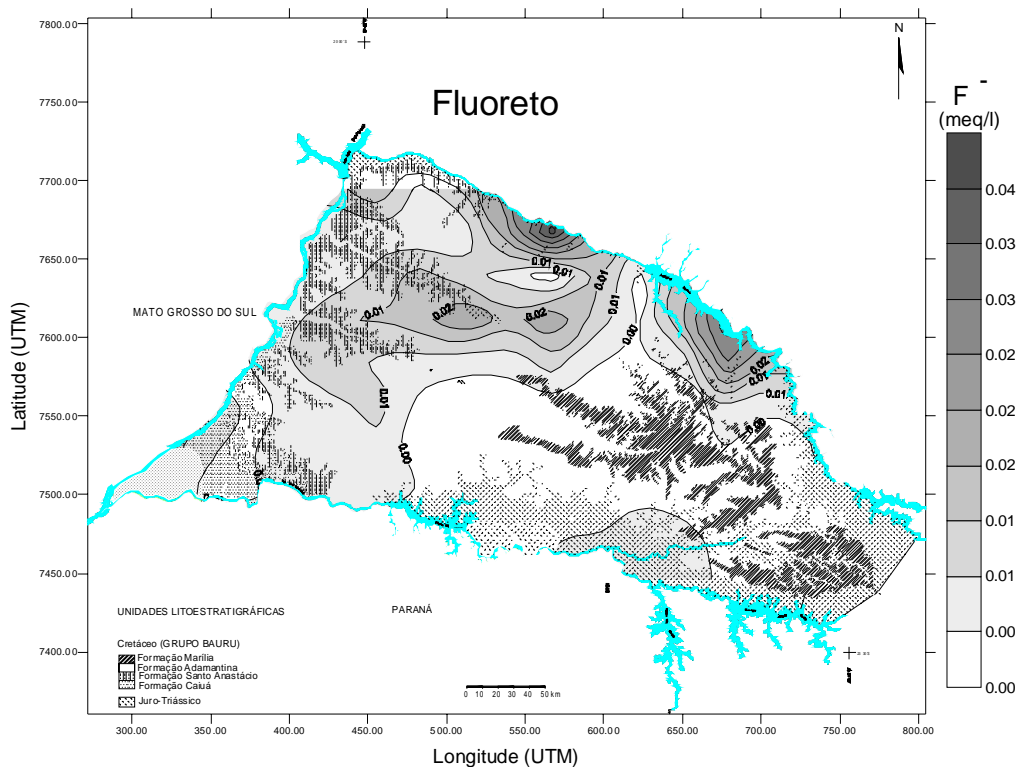 Fluoreto
N
F -
(meq/l)
0.04
0.03
0.03
0.02
0.02
0.02
0.01
0.01
0.00
0.00
Latitude (UTM)
7800.00
7750.00
7700.00
7650.00
7600.00
7550.00
7500.00
7450.00
7400.00
MATO GROSSO DO SUL
0.01
0.01
0.01
0.01
0.01
0.02
0.02
0.01
0.00
0.02
0.01
0.01
0.00
0.01
0.00
PARANÁ
UNIDADES LITOESTRATIGRÁFICAS
Cretáceo (GRUPO BAURU)
Formação Marília
Formação Adamantina
Formação Santo Anastácio
Formação Caiuá
Juro-Triássico
0 10 20 30 40 50 km
300.00 350.00 400.00 450.00 500.00 550.00 600.00 650.00 700.00 750.00 800.00
Longitude (UTM)